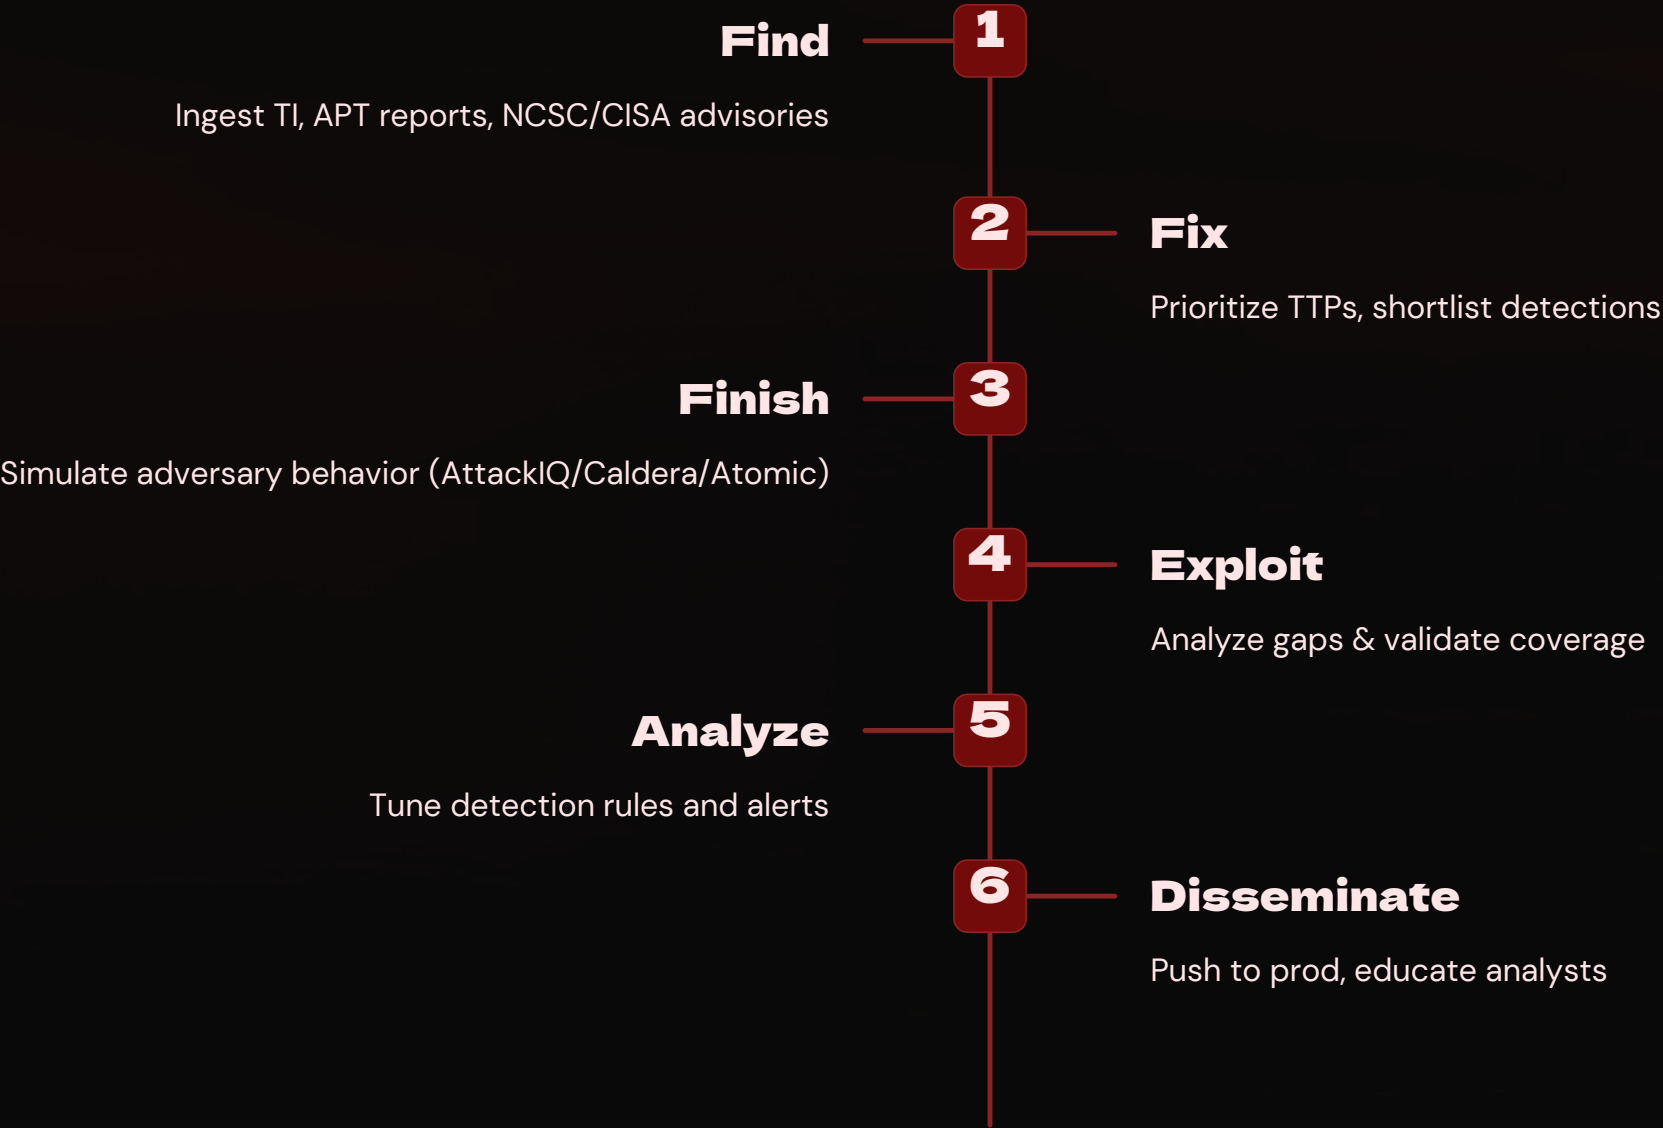 1
Find
Ingest TI, APT reports, NCSC/CISA advisories
2
Fix
Prioritize TTPs, shortlist detections
3
Finish
Simulate adversary behavior (AttackIQ/Caldera/Atomic)
4
Exploit
Analyze gaps & validate coverage
5
Analyze
Tune detection rules and alerts
6
Disseminate
Push to prod, educate analysts